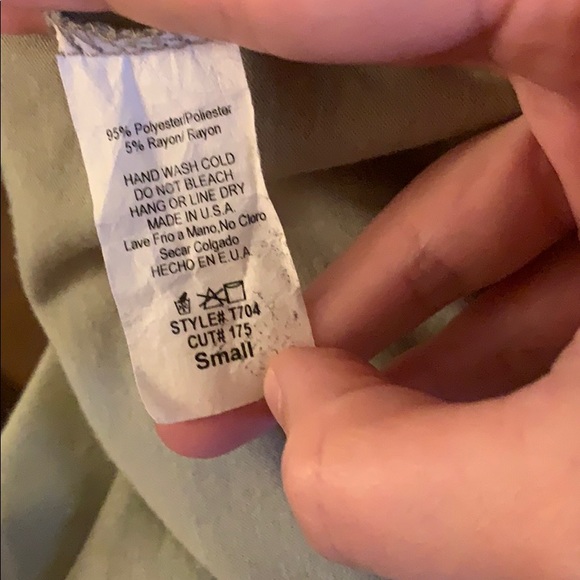 95% Polyester/Poliester
5% Rayon/ Rayon
HAND WASH COLD
DO NOT BLEACH
HANG OR LINE DRY
MADE IN U.S.A.
Lave Frio a Mano,No Cloro
Secar Colgado
HECHO EN E.U.A.
STYLE# T704
CUT# 175
Small